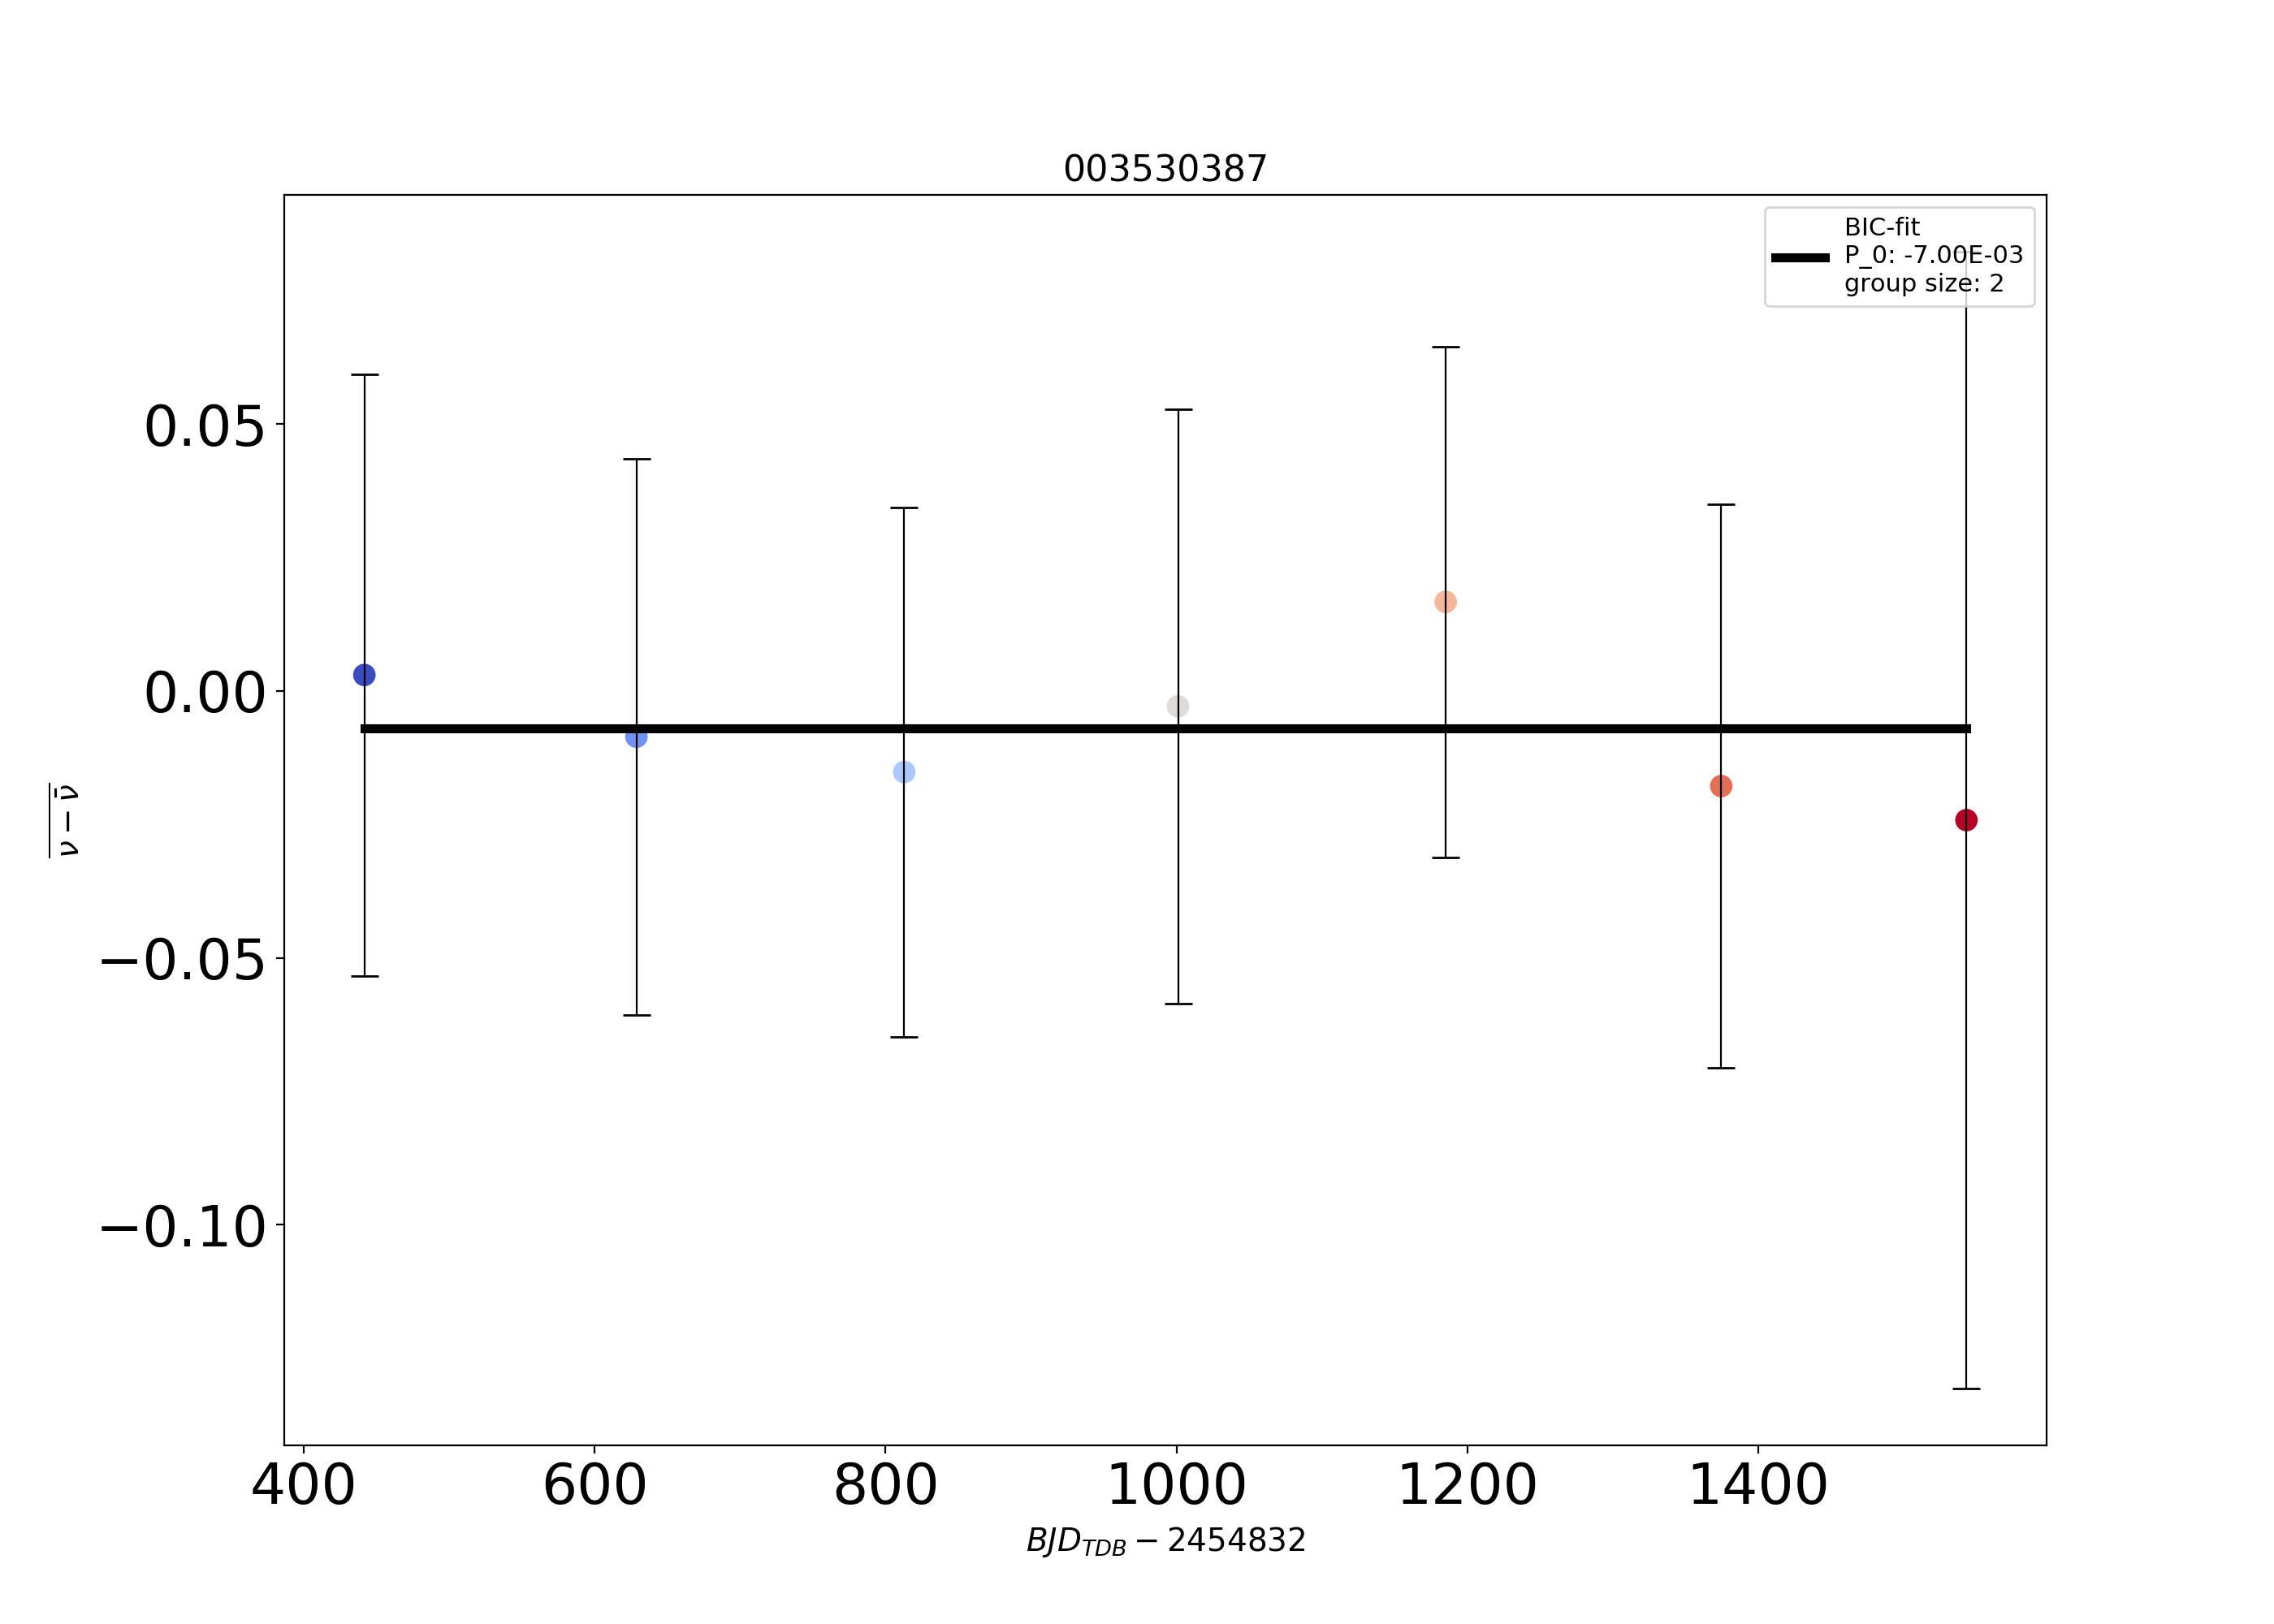 003530387
BIC-fit
P_0: -7.00E-03
group size: 2
0.05
0.00
−0.05
−0.10
ν − ν̄
400 600 800 1000 1200 1400
BJD_TDB − 2454832